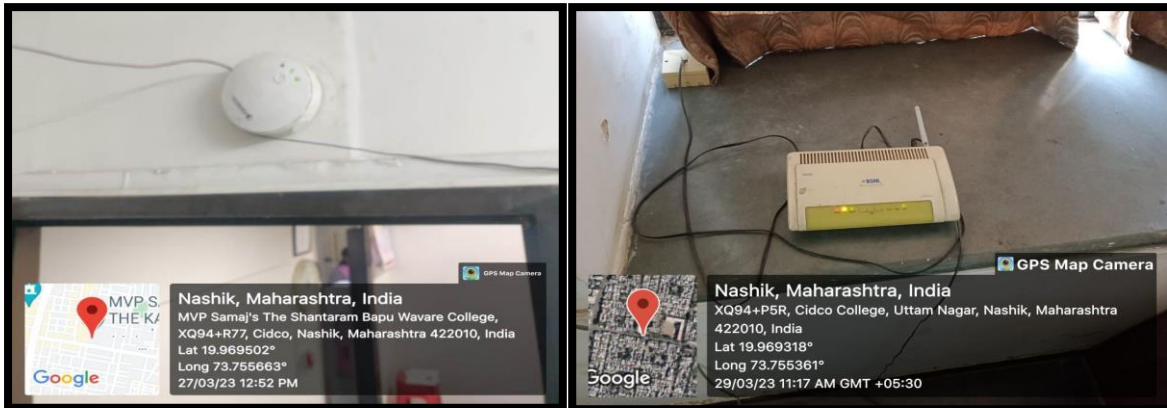 GPS Map Camera
MVP S
THE KA
Google
Nashik, Maharashtra, India
MVP Samaj's The Shantaram Bapu Wavare College,
XQ94+R77, Cidco, Nashik, Maharashtra 422010, India
Lat 19.969502°
Long 73.755663°
27/03/23 12:52 PM
BSNL
GPS Map Camera
Google
Nashik, Maharashtra, India
XQ94+P5R, Cidco College, Uttam Nagar, Nashik, Maharashtra
422010, India
Lat 19.969318°
Long 73.755361°
29/03/23 11:17 AM GMT +05:30